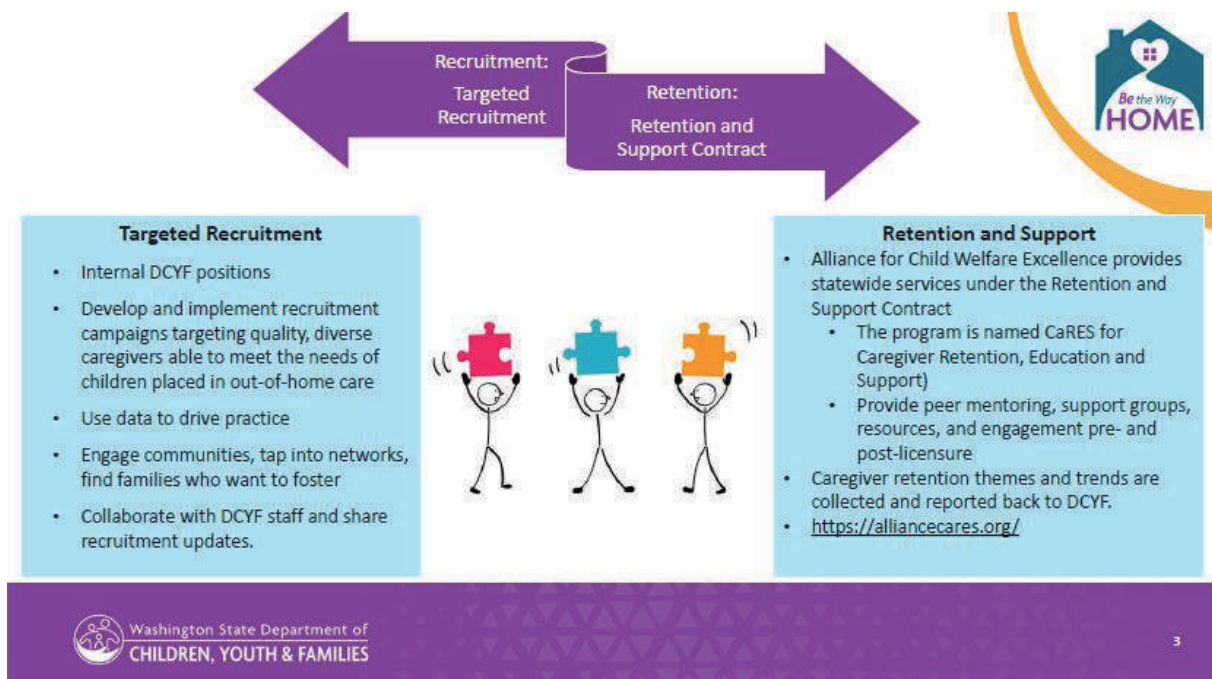 Recruitment:
Targeted
Recruitment
Retention:
Retention and
Support Contract
Be the Way
HOME
Targeted Recruitment
• Internal DCYF positions
• Develop and implement recruitment
campaigns targeting quality, diverse
caregivers able to meet the needs of
children placed in out-of-home care
• Use data to drive practice
• Engage communities, tap into networks,
find families who want to foster
• Collaborate with DCYF staff and share
recruitment updates.
Retention and Support
• Alliance for Child Welfare Excellence provides
statewide services under the Retention and
Support Contract
• The program is named CaRES for
Caregiver Retention, Education and
Support)
• Provide peer mentoring, support groups,
resources, and engagement pre- and
post-licensure
• Caregiver retention themes and trends are
collected and reported back to DCYF.
• https://alliancecares.org/
Washington State Department of
CHILDREN, YOUTH & FAMILIES
3